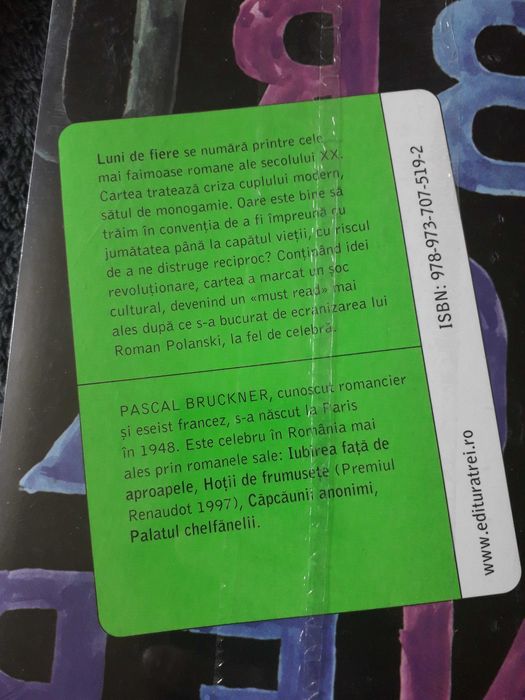 Luni de fiere se numără printre cele
mai faimoase romane ale secolului XX.
Cartea tratează criza cuplului modern,
sătul de monogamie. Oare este bine să
trăim în convenția de a fi împreună cu
jumătatea până la capătul vieții, cu riscul
de a ne distruge reciproc? Conținând idei
revoluționare, cartea a marcat un șoc
cultural, devenind un «must read» mai
ales după ce s-a bucurat de ecranizarea lui
Roman Polanski, la fel de celebră.
PASCAL BRUCKNER, cunoscut romancier
și eseist francez, s-a născut la Paris
în 1948. Este celebru în România mai
ales prin romanele sale: Iubirea față de
aproapele, Hoții de frumusețe (Premiul
Renaudot 1997), Căpcăunii anonimi,
Palatul chelfănelii.
ISBN: 978-973-707-519-2
www.edituratrei.ro